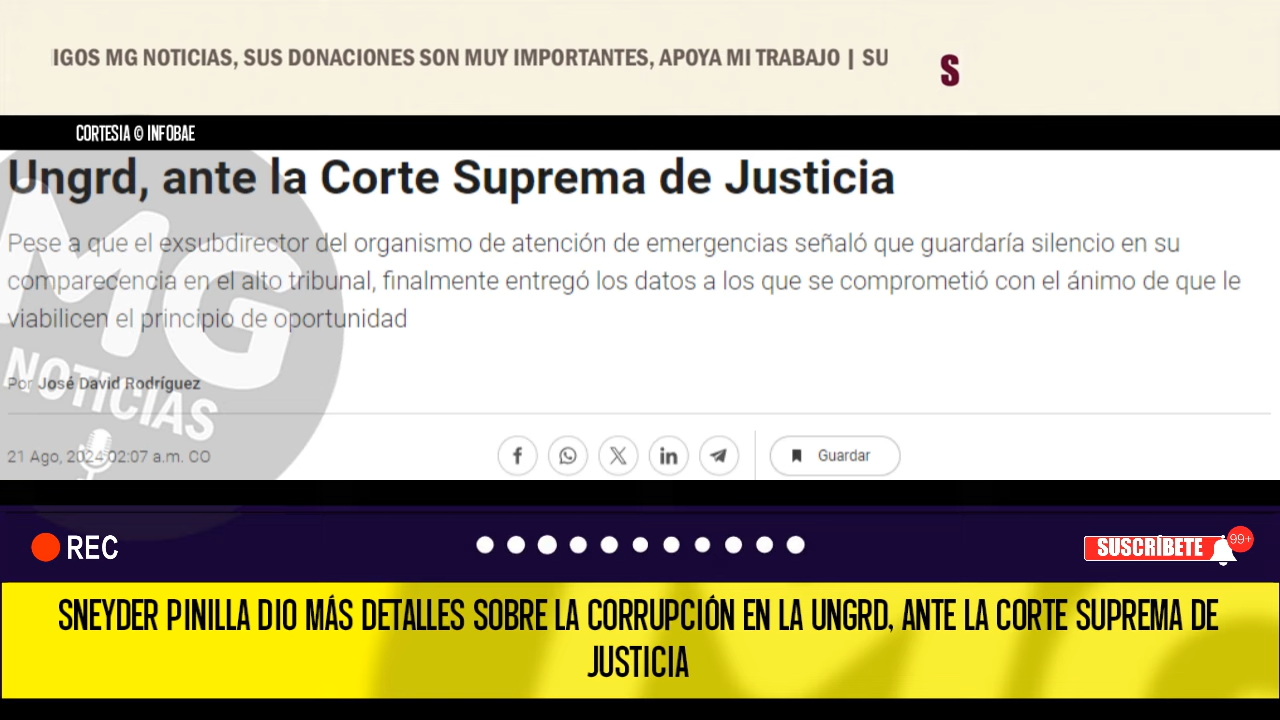 IGOS MG NOTICIAS, SUS DONACIONES SON MUY IMPORTANTES, APOYA MI TRABAJO | SU
S
CORTESIA © INFOBAE
Ungrd, ante la Corte Suprema de Justicia
Pese a que el exsubdirector del organismo de atención de emergencias señaló que guardaría silencio en su
comparecencia en el alto tribunal, finalmente entregó los datos a los que se comprometió con el ánimo de que le
viabilicen el principio de oportunidad
MG
NOTICIAS
Por José David Rodríguez
21 Ago, 2024 02:07 a.m. CO
Guardar
REC
SUSCRÍBETE
99+
SNEYDER PINILLA DIO MÁS DETALLES SOBRE LA CORRUPCIÓN EN LA UNGRD, ANTE LA CORTE SUPREMA DE
JUSTICIA